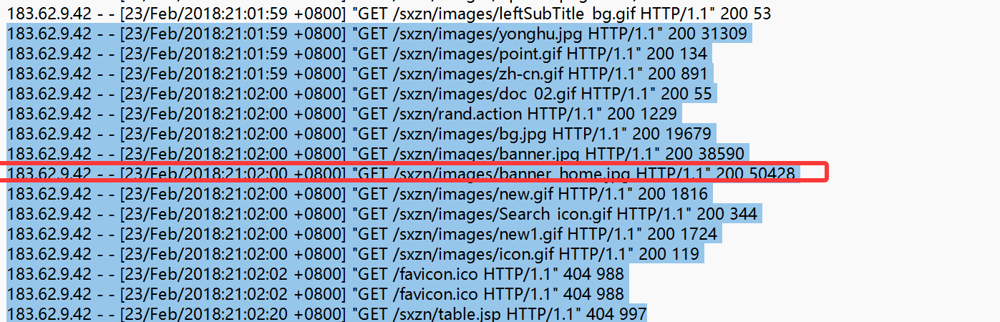 183.62.9.42 - - [23/Feb/2018:21:01:59 +0800] "GET /sxzn/images/leftSubTitle_bg.gif HTTP/1.1" 200 53
183.62.9.42 - - [23/Feb/2018:21:01:59 +0800] "GET /sxzn/images/yonghu.jpg HTTP/1.1" 200 31309
183.62.9.42 - - [23/Feb/2018:21:01:59 +0800] "GET /sxzn/images/point.gif HTTP/1.1" 200 134
183.62.9.42 - - [23/Feb/2018:21:01:59 +0800] "GET /sxzn/images/zh-cn.gif HTTP/1.1" 200 891
183.62.9.42 - - [23/Feb/2018:21:02:00 +0800] "GET /sxzn/images/doc_02.gif HTTP/1.1" 200 55
183.62.9.42 - - [23/Feb/2018:21:02:00 +0800] "GET /sxzn/rand.action HTTP/1.1" 200 1229
183.62.9.42 - - [23/Feb/2018:21:02:00 +0800] "GET /sxzn/images/bg.jpg HTTP/1.1" 200 19679
183.62.9.42 - - [23/Feb/2018:21:02:00 +0800] "GET /sxzn/images/banner.jpg HTTP/1.1" 200 38590
183.62.9.42 - - [23/Feb/2018:21:02:00 +0800] "GET /sxzn/images/banner_home.jpg HTTP/1.1" 200 50428
183.62.9.42 - - [23/Feb/2018:21:02:00 +0800] "GET /sxzn/images/new.gif HTTP/1.1" 200 1816
183.62.9.42 - - [23/Feb/2018:21:02:00 +0800] "GET /sxzn/images/Search_icon.gif HTTP/1.1" 200 344
183.62.9.42 - - [23/Feb/2018:21:02:00 +0800] "GET /sxzn/images/new1.gif HTTP/1.1" 200 1724
183.62.9.42 - - [23/Feb/2018:21:02:00 +0800] "GET /sxzn/images/icon.gif HTTP/1.1" 200 119
183.62.9.42 - - [23/Feb/2018:21:02:02 +0800] "GET /favicon.ico HTTP/1.1" 404 988
183.62.9.42 - - [23/Feb/2018:21:02:02 +0800] "GET /favicon.ico HTTP/1.1" 404 988
183.62.9.42 - - [23/Feb/2018:21:02:20 +0800] "GET /sxzn/table.jsp HTTP/1.1" 404 997